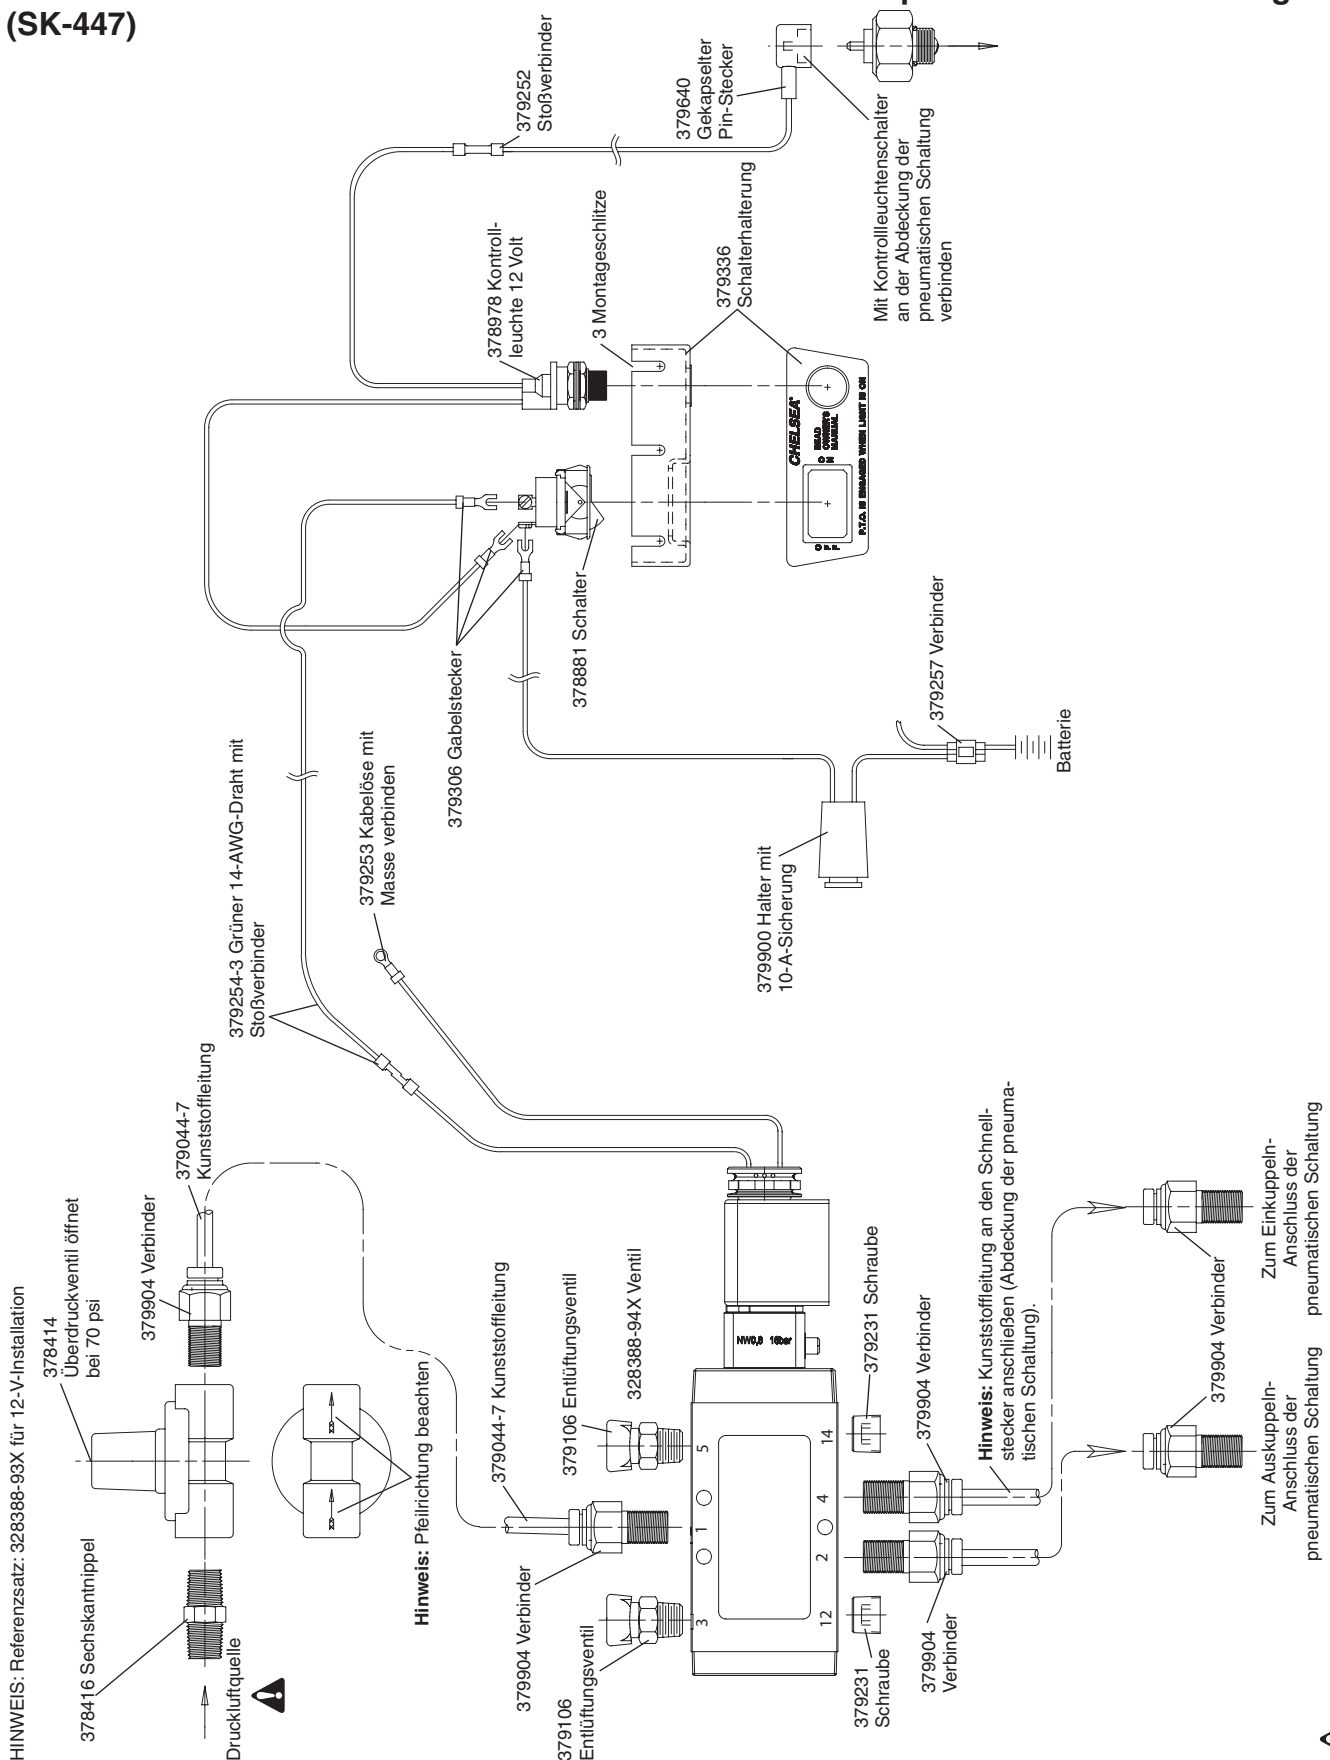 (SK-447)
HINWEIS: Referenzsatz: 328388-93X für 12-V-Installation
378416 Sechskantnippel
Druckluftquelle
378414
Überdruckventil öffnet
bei 70 psi
379904 Verbinder
379044-7
Kunststoffleitung
Hinweis: Pfeilrichtung beachten
379254-3 Grüner 14-AWG-Draht mit
Stoßverbinder
379253 Kabelöse mit
Masse verbinden
379306 Gabelstecker
378881 Schalter
378978 Kontroll-
leuchte 12 Volt
3 Montageschlitze
379252
Stoßverbinder
379640
Gekapselter
Pin-Stecker
379336
Schalterhalterung
Mit Kontrollleuchtenschalter
an der Abdeckung der
pneumatischen Schaltung
verbinden
CHELSEA®
READ
OWNER'S
MANUAL
ON
OFF
P.T.O. IS ENGAGED WHEN LIGHT IS ON
379257 Verbinder
Batterie
379900 Halter mit
10-A-Sicherung
379044-7 Kunststoffleitung
379904 Verbinder
379106 Entlüftungsventil
328388-94X Ventil
379106
Entlüftungsventil
NW0,8 16bar
3
1
5
12
2
4
14
379231 Schraube
379231
Schraube
379904 Verbinder
379904
Verbinder
Hinweis: Kunststoffleitung an den Schnell-
stecker anschließen (Abdeckung der pneuma-
tischen Schaltung).
379904 Verbinder
Zum Auskuppeln-
Anschluss der
pneumatischen Schaltung
Zum Einkuppeln-
Anschluss der
pneumatischen Schaltung